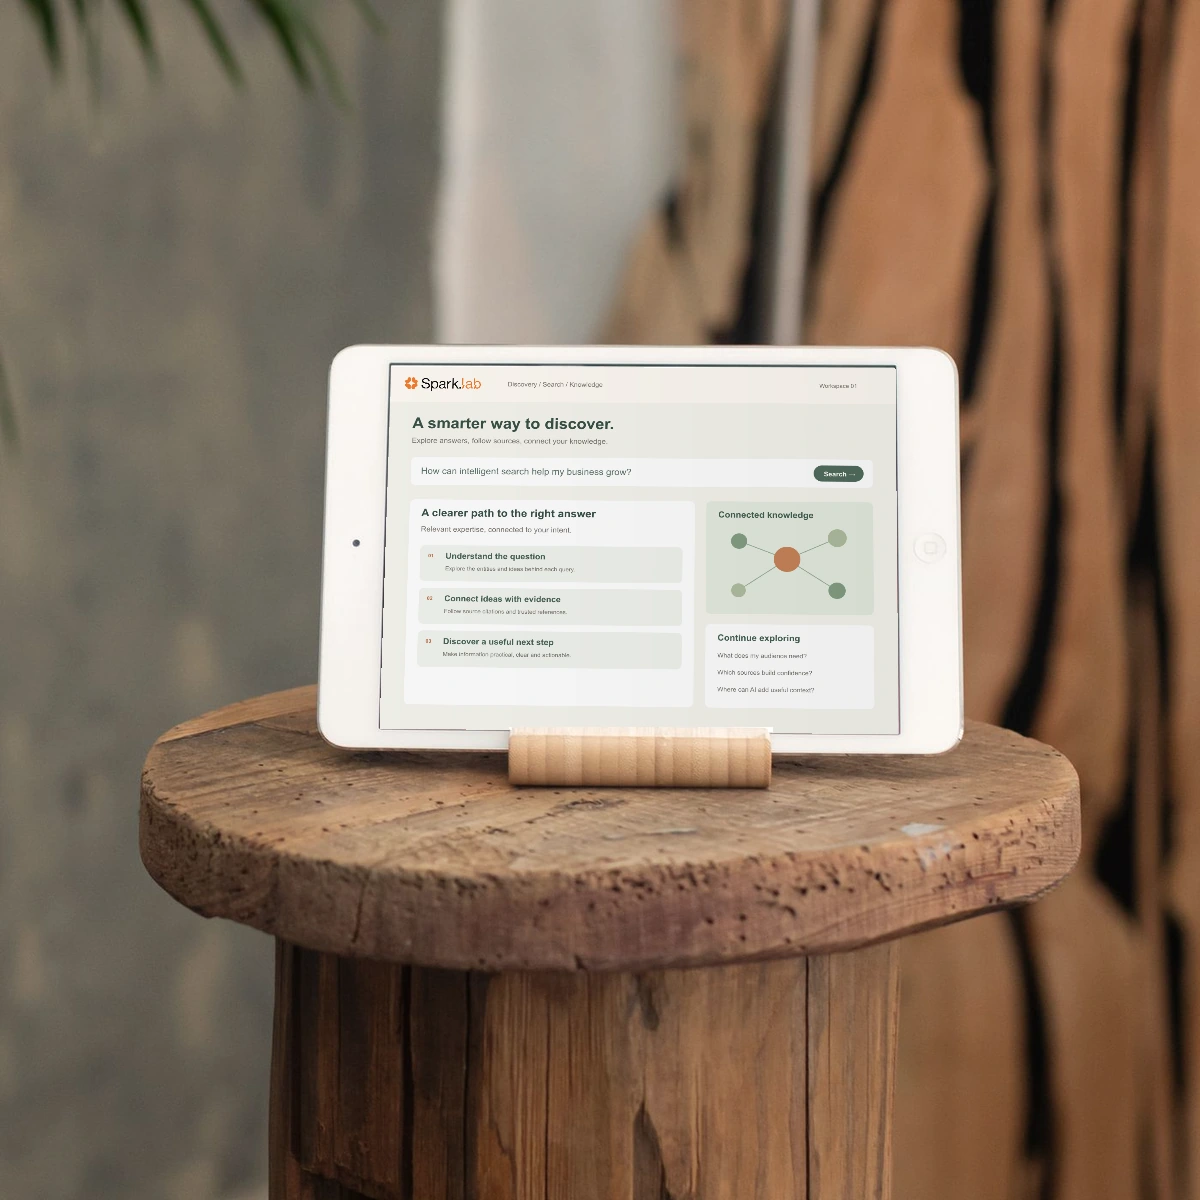 Spark.lab
Discovery / Search / Knowledge
Workspace 01
A smarter way to discover.
Explore answers, follow sources, connect your knowledge.
How can intelligent search help my business grow?
Search →
A clearer path to the right answer
Relevant expertise, connected to your intent.
01
Understand the question
Explore the entities and ideas behind each query.
02
Connect ideas with evidence
Follow source citations and trusted references.
03
Discover a useful next step
Make information practical, clear and actionable.
Connected knowledge
Continue exploring
What does my audience need?
Which sources build confidence?
Where can AI add useful context?